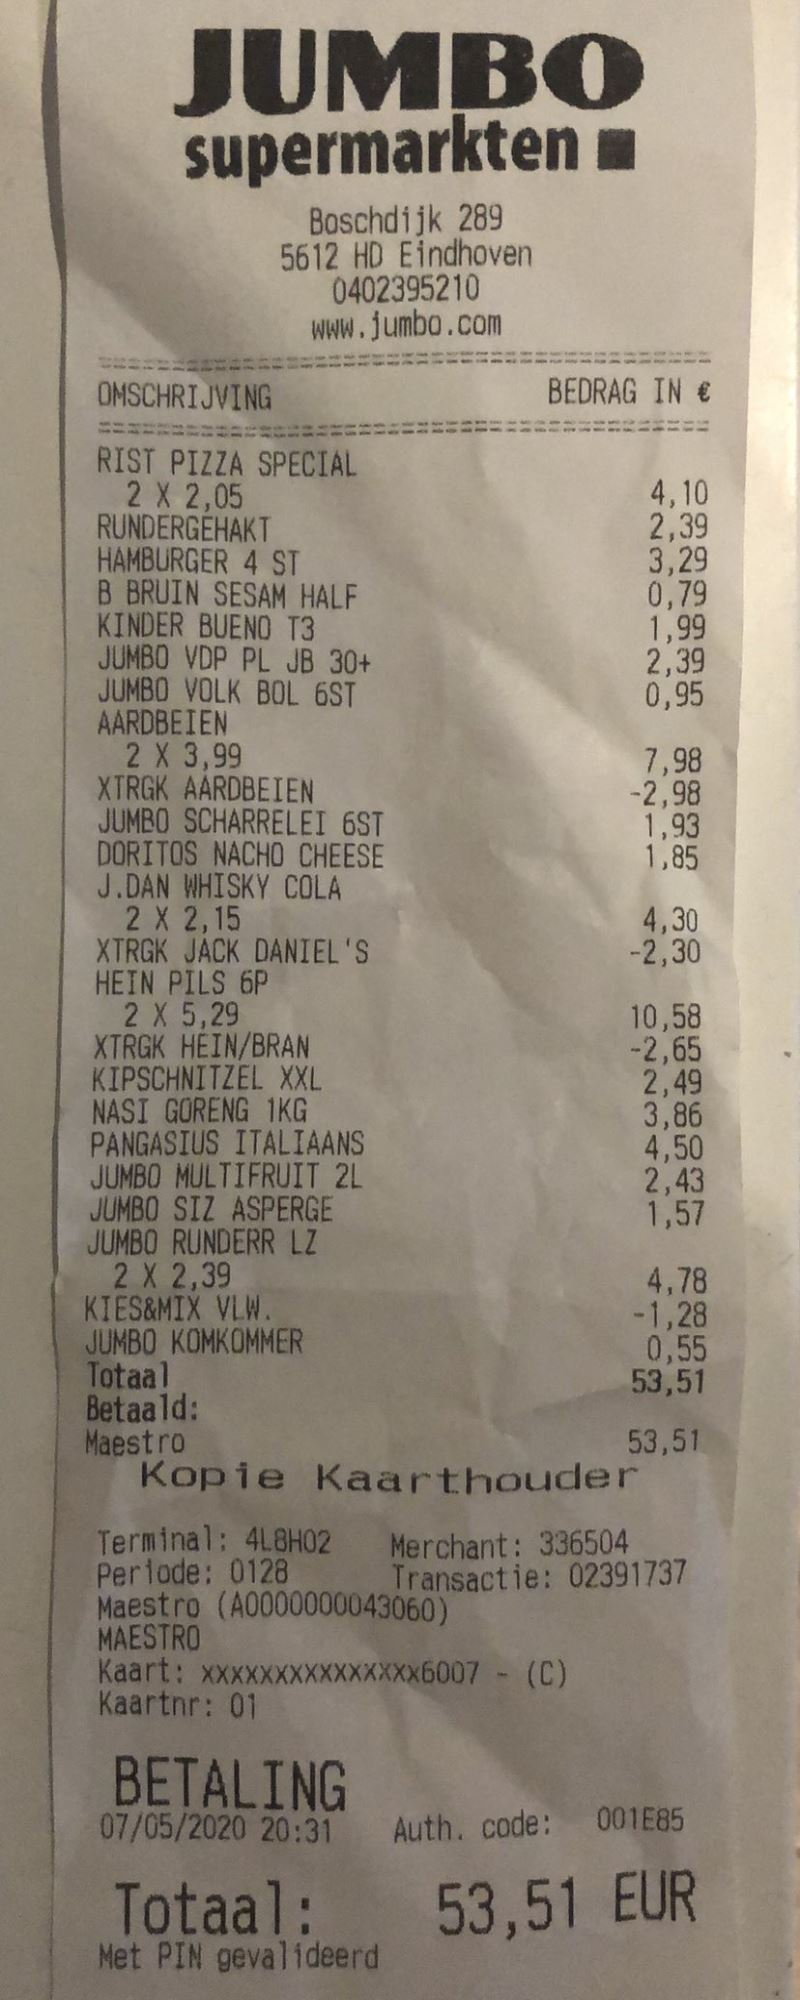 JUMBO
supermarkten
Boschdijk 289
5612 HD Eindhoven
0402395210
www.jumbo.com
OMSCHRIJVING BEDRAG IN €
RIST PIZZA SPECIAL
2 X 2,05 4,10
RUNDERGEHAKT 2,39
HAMBURGER 4 ST 3,29
B BRUIN SESAM HALF 0,79
KINDER BUENO T3 1,99
JUMBO VDP PL JB 30+ 2,39
JUMBO VOLK BOL 6ST 0,95
AARDBEIEN
2 X 3,99 7,98
XTRGK AARDBEIEN -2,98
JUMBO SCHARRELEI 6ST 1,93
DORITOS NACHO CHEESE 1,85
J.DAN WHISKY COLA
2 X 2,15 4,30
XTRGK JACK DANIEL'S -2,30
HEIN PILS 6P
2 X 5,29 10,58
XTRGK HEIN/BRAN -2,65
KIPSCHNITZEL XXL 2,49
NASI GORENG 1KG 3,86
PANGASIUS ITALIAANS 4,50
JUMBO MULTIFRUIT 2L 2,43
JUMBO SIZ ASPERGE 1,57
JUMBO RUNDERR LZ
2 X 2,39 4,78
KIES&MIX VLW. -1,28
JUMBO KOMKOMMER 0,55
Totaal 53,51
Betaald:
Maestro 53,51
Kopie Kaarthouder
Terminal: 4L8H02 Merchant: 336504
Periode: 0128 Transactie: 02391737
Maestro (A0000000043060)
MAESTRO
Kaart: xxxxxxxxxxxxxxx6007 - (C)
Kaartnr: 01
BETALING
07/05/2020 20:31 Auth. code: 001E85
Totaal: 53,51 EUR
Met PIN gevalideerd